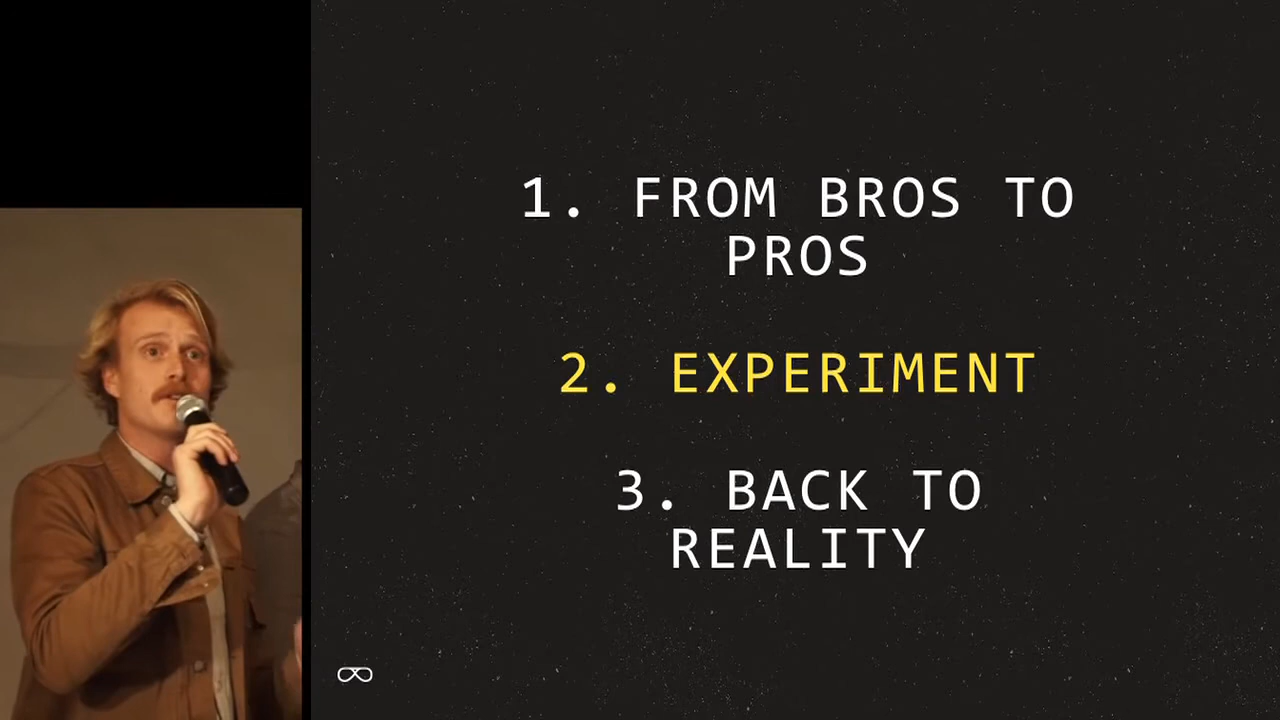 1. FROM BROS TO
PROS
2. EXPERIMENT
3. BACK TO
REALITY